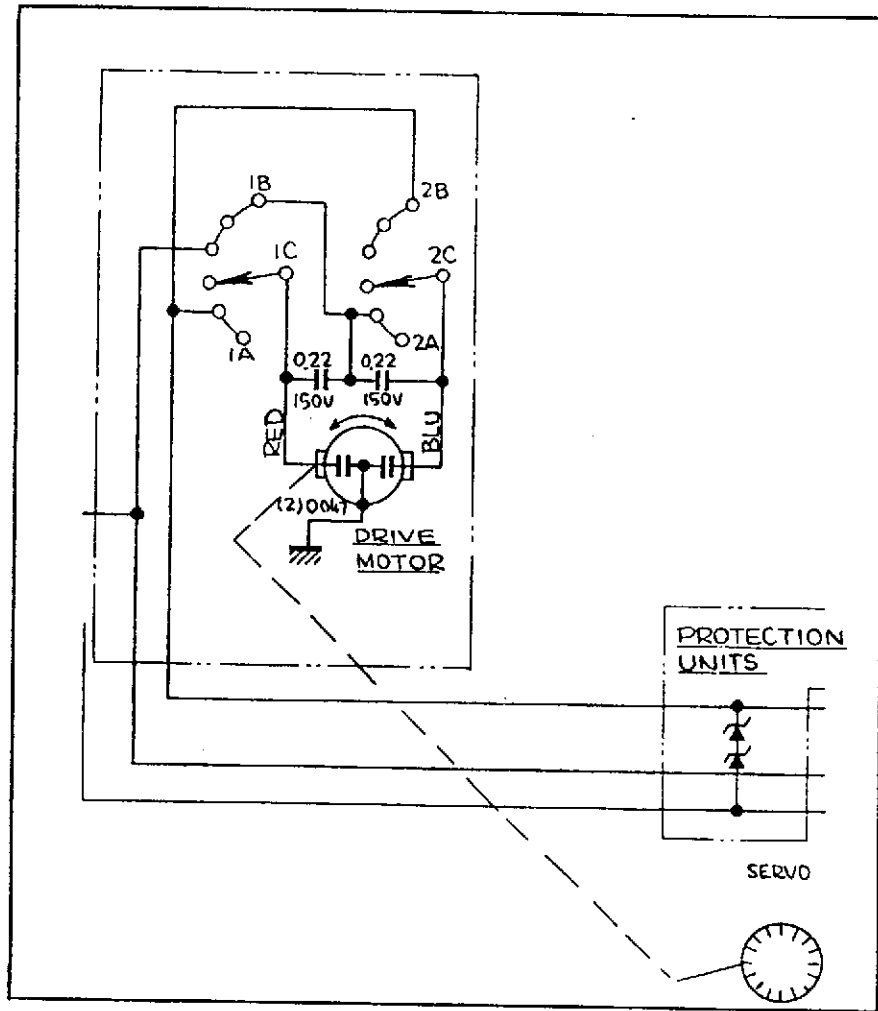 1B
2B
1C
2C
1A
2A
0.22
0.22
150V
150V
RED
BLU
(2)0047
DRIVE
MOTOR
PROTECTION
UNITS
SERVO